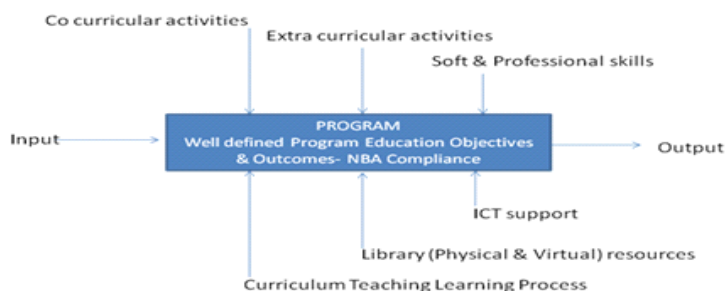 Co curricular activities
Extra curricular activities
Soft & Professional skills
PROGRAM
Well defined Program Education Objectives
& Outcomes- NBA Compliance
Input
Output
ICT support
Library (Physical & Virtual) resources
Curriculum Teaching Learning Process